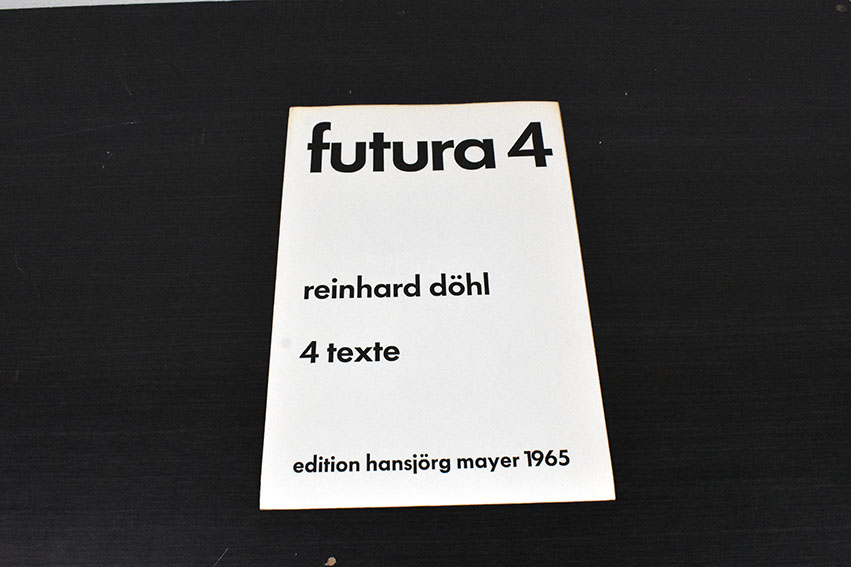 futura 4
reinhard döhl
4 texte
edition hansjörg mayer 1965